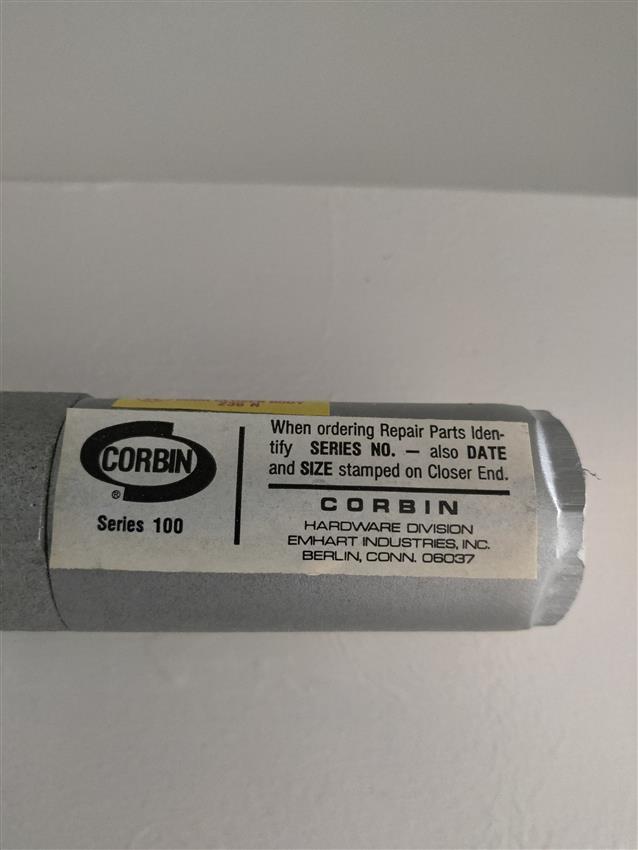 236 N
CORBIN
®
Series 100
When ordering Repair Parts Iden-
tify SERIES NO. — also DATE
and SIZE stamped on Closer End.
CORBIN
HARDWARE DIVISION
EMHART INDUSTRIES, INC.
BERLIN, CONN. 06037